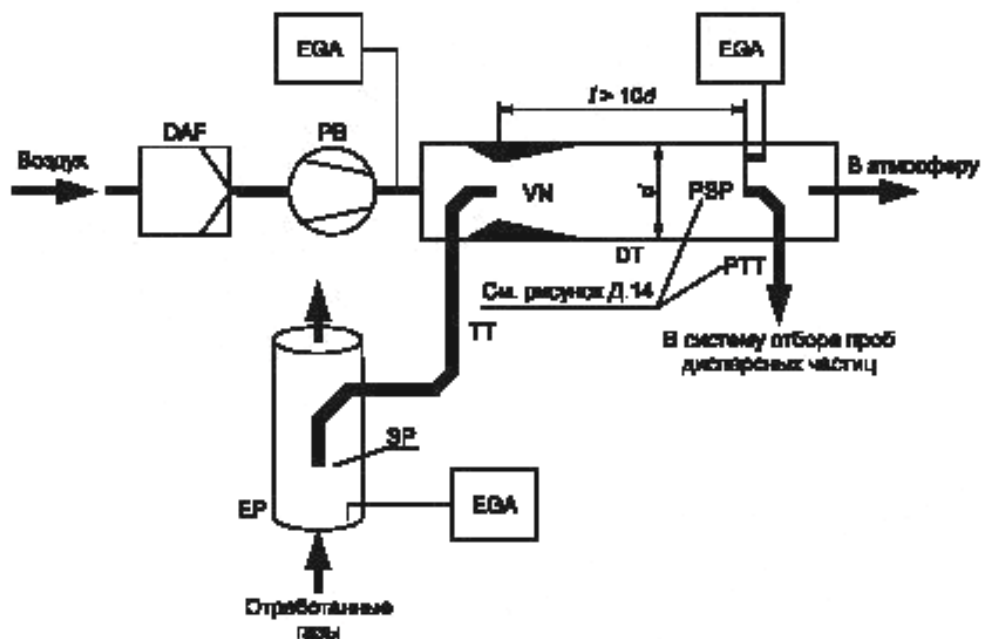 EGA
EGA
l > 10d
DAF
PB
Воздух
В атмосферу
VN
d
PSP
DT
PTT
См. рисунок Д.14
TT
В систему отбора проб
дисперсных частиц
SP
EP
EGA
Отработанные
газы